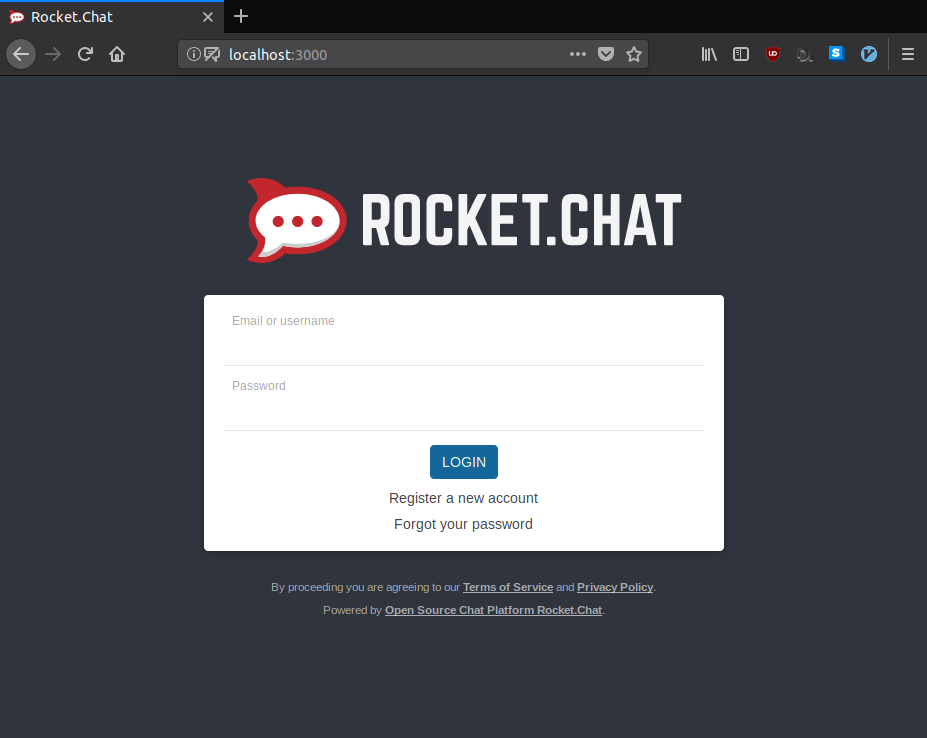 Rocket.Chat
localhost:3000
ROCKET.CHAT
Email or username
Password
LOGIN
Register a new account
Forgot your password
By proceeding you are agreeing to our Terms of Service and Privacy Policy.
Powered by Open Source Chat Platform Rocket.Chat.